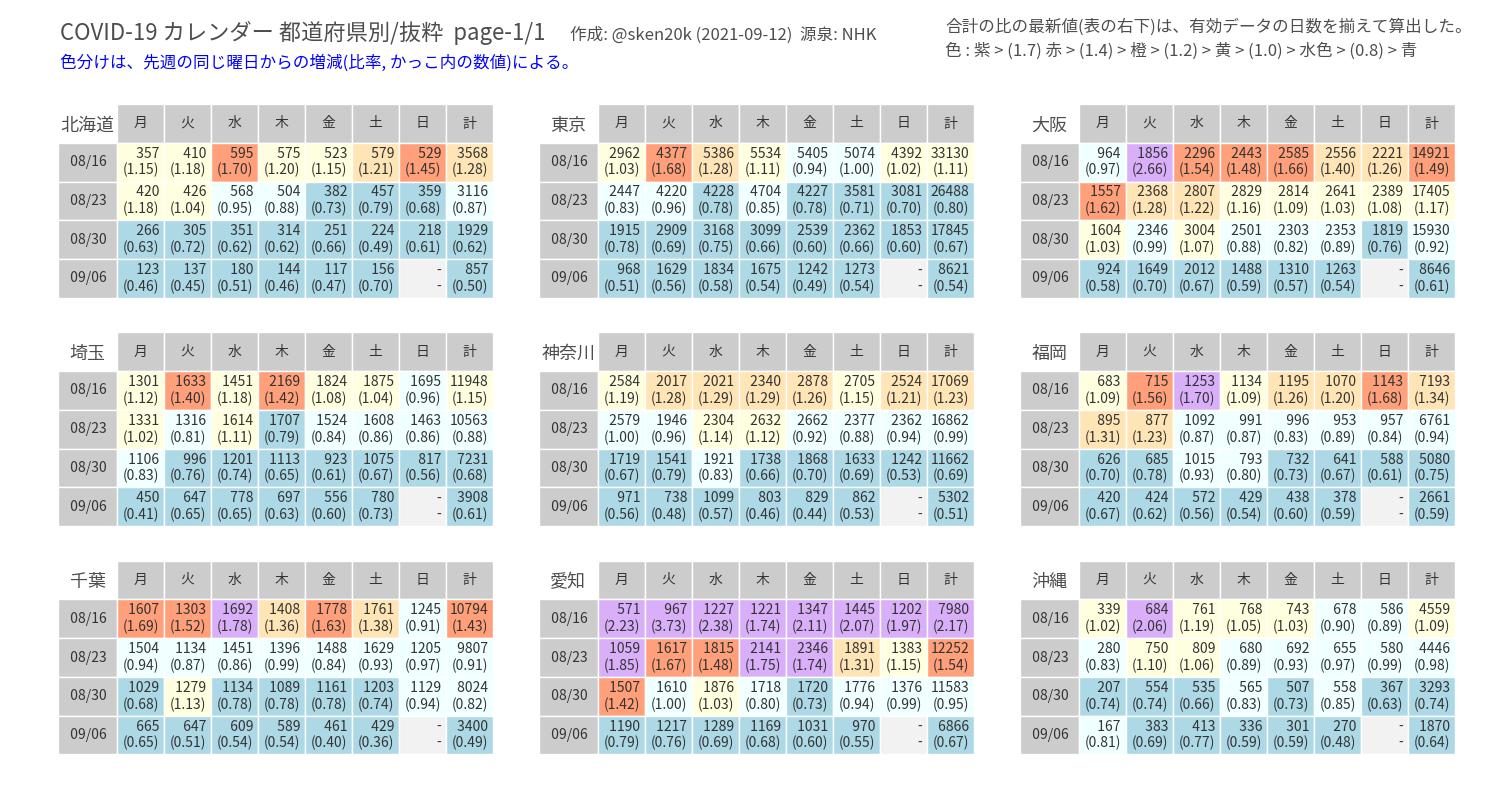 COVID-19 カレンダー 都道府県別/抜粋 page-1/1 作成: @sken20k (2021-09-12) 源泉: NHK
色分けは、先週の同じ曜日からの増減(比率, かっこ内の数値)による。
合計の比の最新値(表の右下)は、有効データの日数を揃えて算出した。
色 : 紫 > (1.7) 赤 > (1.4) > 橙 > (1.2) > 黄 > (1.0) > 水色 > (0.8) > 青
北海道 月 火 水 木 金 土 日 計
08/16 357 410 595 575 523 579 529 3568
(1.15) (1.18) (1.70) (1.20) (1.15) (1.21) (1.45) (1.28)
08/23 420 426 568 504 382 457 359 3116
(1.18) (1.04) (0.95) (0.88) (0.73) (0.79) (0.68) (0.87)
08/30 266 305 351 314 251 224 218 1929
(0.63) (0.72) (0.62) (0.62) (0.66) (0.49) (0.61) (0.62)
09/06 123 137 180 144 117 156 - 857
(0.46) (0.45) (0.51) (0.46) (0.47) (0.70) - (0.50)
東京 月 火 水 木 金 土 日 計
08/16 2962 4377 5386 5534 5405 5074 4392 33130
(1.03) (1.68) (1.28) (1.11) (0.94) (1.00) (1.02) (1.11)
08/23 2447 4220 4228 4704 4227 3581 3081 26488
(0.83) (0.96) (0.78) (0.85) (0.78) (0.71) (0.70) (0.80)
08/30 1915 2909 3168 3099 2539 2362 1853 17845
(0.78) (0.69) (0.75) (0.66) (0.60) (0.66) (0.60) (0.67)
09/06 968 1629 1834 1675 1242 1273 - 8621
(0.51) (0.56) (0.58) (0.54) (0.49) (0.54) - (0.54)
大阪 月 火 水 木 金 土 日 計
08/16 964 1856 2296 2443 2585 2556 2221 14921
(0.97) (2.66) (1.54) (1.48) (1.66) (1.40) (1.26) (1.49)
08/23 1557 2368 2807 2829 2814 2641 2389 17405
(1.62) (1.28) (1.22) (1.16) (1.09) (1.03) (1.08) (1.17)
08/30 1604 2346 3004 2501 2303 2353 1819 15930
(1.03) (0.99) (1.07) (0.88) (0.82) (0.89) (0.76) (0.92)
09/06 924 1649 2012 1488 1310 1263 - 8646
(0.58) (0.70) (0.67) (0.59) (0.57) (0.54) - (0.61)
埼玉 月 火 水 木 金 土 日 計
08/16 1301 1633 1451 2169 1824 1875 1695 11948
(1.12) (1.40) (1.18) (1.42) (1.08) (1.04) (0.96) (1.15)
08/23 1331 1316 1614 1707 1524 1608 1463 10563
(1.02) (0.81) (1.11) (0.79) (0.84) (0.86) (0.86) (0.88)
08/30 1106 996 1201 1113 923 1075 817 7231
(0.83) (0.76) (0.74) (0.65) (0.61) (0.67) (0.56) (0.68)
09/06 450 647 778 697 556 780 - 3908
(0.41) (0.65) (0.65) (0.63) (0.60) (0.73) - (0.61)
神奈川 月 火 水 木 金 土 日 計
08/16 2584 2017 2021 2340 2878 2705 2524 17069
(1.19) (1.28) (1.29) (1.29) (1.26) (1.15) (1.21) (1.23)
08/23 2579 1946 2304 2632 2662 2377 2362 16862
(1.00) (0.96) (1.14) (1.12) (0.92) (0.88) (0.94) (0.99)
08/30 1719 1541 1921 1738 1868 1633 1242 11662
(0.67) (0.79) (0.83) (0.66) (0.70) (0.69) (0.53) (0.69)
09/06 971 738 1099 803 829 862 - 5302
(0.56) (0.48) (0.57) (0.46) (0.44) (0.53) - (0.51)
福岡 月 火 水 木 金 土 日 計
08/16 683 715 1253 1134 1195 1070 1143 7193
(1.09) (1.56) (1.70) (1.09) (1.26) (1.20) (1.68) (1.34)
08/23 895 877 1092 991 996 953 957 6761
(1.31) (1.23) (0.87) (0.87) (0.83) (0.89) (0.84) (0.94)
08/30 626 685 1015 793 732 641 588 5080
(0.70) (0.78) (0.93) (0.80) (0.73) (0.67) (0.61) (0.75)
09/06 420 424 572 429 438 378 - 2661
(0.67) (0.62) (0.56) (0.54) (0.60) (0.59) - (0.59)
千葉 月 火 水 木 金 土 日 計
08/16 1607 1303 1692 1408 1778 1761 1245 10794
(1.69) (1.52) (1.78) (1.36) (1.63) (1.38) (0.91) (1.43)
08/23 1504 1134 1451 1396 1488 1629 1205 9807
(0.94) (0.87) (0.86) (0.99) (0.84) (0.93) (0.97) (0.91)
08/30 1029 1279 1134 1089 1161 1203 1129 8024
(0.68) (1.13) (0.78) (0.78) (0.78) (0.74) (0.94) (0.82)
09/06 665 647 609 589 461 429 - 3400
(0.65) (0.51) (0.54) (0.54) (0.40) (0.36) - (0.49)
愛知 月 火 水 木 金 土 日 計
08/16 571 967 1227 1221 1347 1445 1202 7980
(2.23) (3.73) (2.38) (1.74) (2.11) (2.07) (1.97) (2.17)
08/23 1059 1617 1815 2141 2346 1891 1383 12252
(1.85) (1.67) (1.48) (1.75) (1.74) (1.31) (1.15) (1.54)
08/30 1507 1610 1876 1718 1720 1776 1376 11583
(1.42) (1.00) (1.03) (0.80) (0.73) (0.94) (0.99) (0.95)
09/06 1190 1217 1289 1169 1031 970 - 6866
(0.79) (0.76) (0.69) (0.68) (0.60) (0.55) - (0.67)
沖縄 月 火 水 木 金 土 日 計
08/16 339 684 761 768 743 678 586 4559
(1.02) (2.06) (1.19) (1.05) (1.03) (0.90) (0.89) (1.09)
08/23 280 750 809 680 692 655 580 4446
(0.83) (1.10) (1.06) (0.89) (0.93) (0.97) (0.99) (0.98)
08/30 207 554 535 565 507 558 367 3293
(0.74) (0.74) (0.66) (0.83) (0.73) (0.85) (0.63) (0.74)
09/06 167 383 413 336 301 270 - 1870
(0.81) (0.69) (0.77) (0.59) (0.59) (0.48) - (0.64)